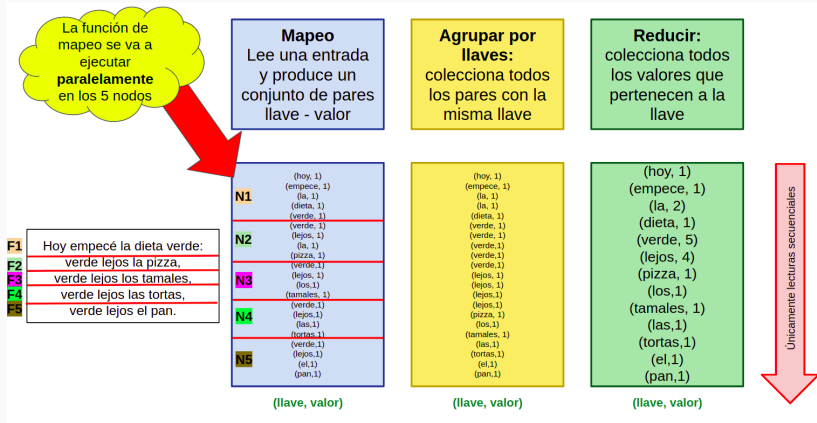 La función de
mapeo se va a
ejecutar
paralelamente
en los 5 nodos
Mapeo
Lee una entrada
y produce un
conjunto de pares
llave - valor
Agrupar por
llaves:
colecciona todos
los pares con la
misma llave
Reducir:
colecciona todos
los valores que
pertenecen a la
llave
F1
F2
F3
F4
F5
Hoy empecé la dieta verde:
verde lejos la pizza,
verde lejos los tamales,
verde lejos las tortas,
verde lejos el pan.
N1
(hoy, 1)
(empece, 1)
(la, 1)
(dieta, 1)
(verde, 1)
N2
(verde, 1)
(lejos, 1)
(la, 1)
(pizza, 1)
N3
(verde,1)
(lejos, 1)
(los,1)
(tamales, 1)
N4
(verde,1)
(lejos,1)
(las,1)
(tortas,1)
N5
(verde,1)
(lejos,1)
(el,1)
(pan,1)
(llave, valor)
(hoy, 1)
(empece, 1)
(la, 1)
(la, 1)
(dieta, 1)
(verde, 1)
(verde, 1)
(verde,1)
(verde,1)
(verde,1)
(lejos, 1)
(lejos, 1)
(lejos,1)
(lejos,1)
(pizza, 1)
(los,1)
(tamales, 1)
(las,1)
(tortas,1)
(el,1)
(pan,1)
(llave, valor)
(hoy, 1)
(empece, 1)
(la, 2)
(dieta, 1)
(verde, 5)
(lejos, 4)
(pizza, 1)
(los,1)
(tamales, 1)
(las,1)
(tortas,1)
(el,1)
(pan,1)
(llave, valor)
Únicamente lecturas secuenciales